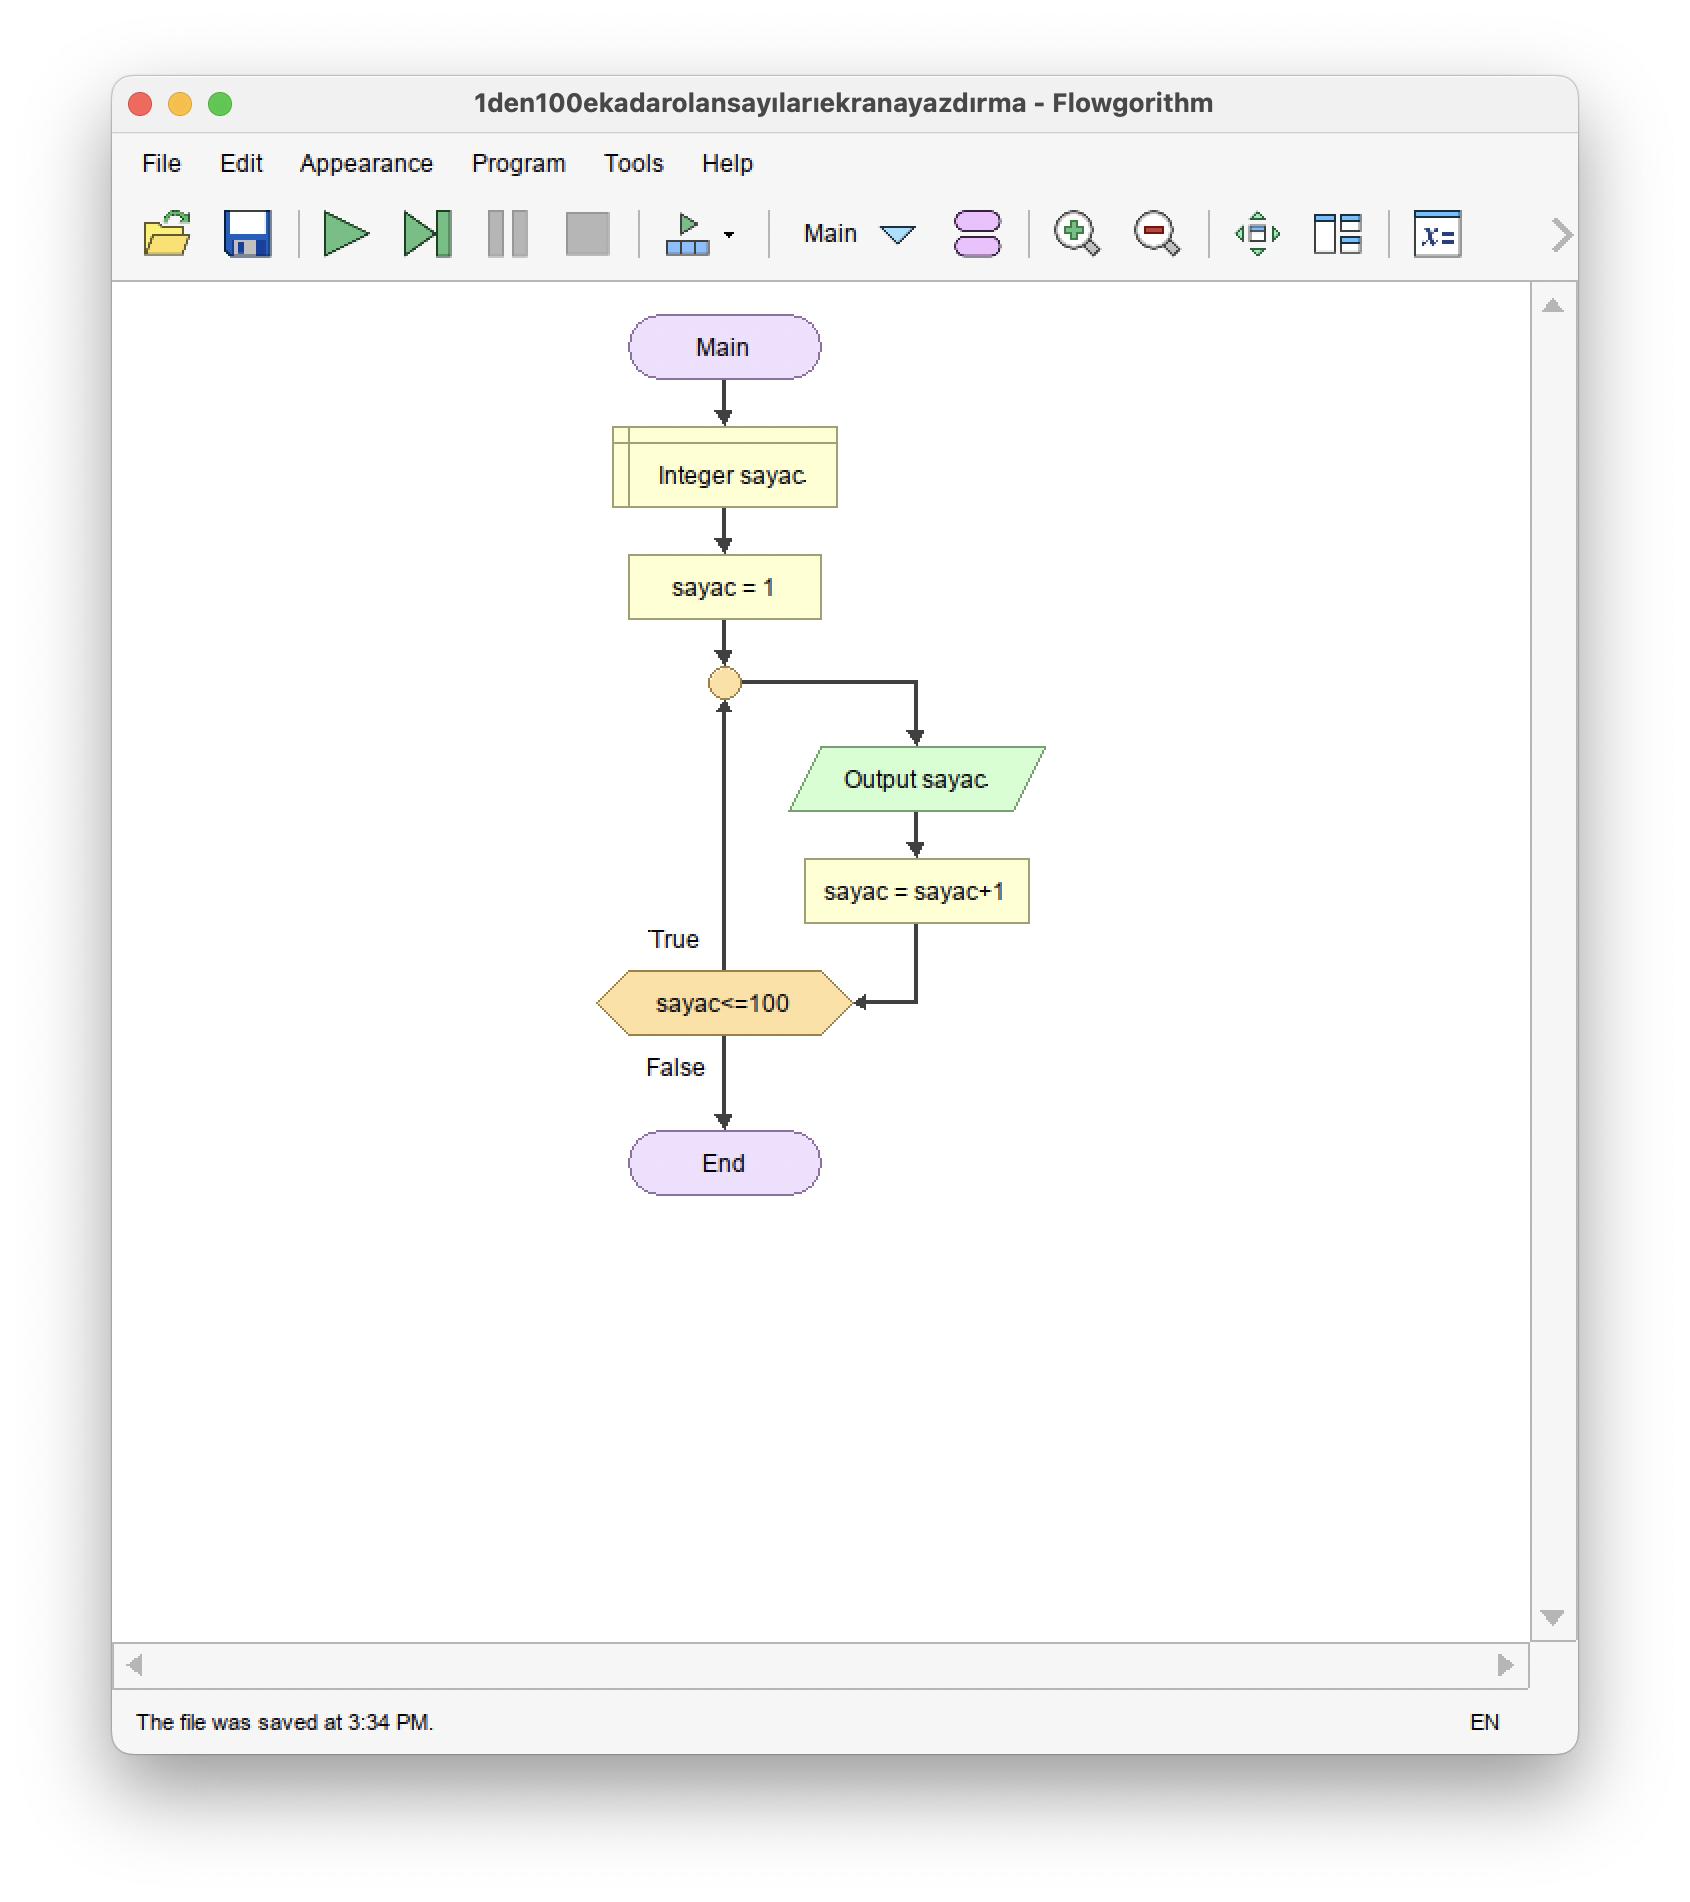 1den100ekadarolansayılarıekranayazdırma - Flowgorithm
File Edit Appearance Program Tools Help
Main
x=
Main
Integer sayac
sayac = 1
Output sayac
sayac = sayac+1
True
sayac<=100
False
End
The file was saved at 3:34 PM.
EN